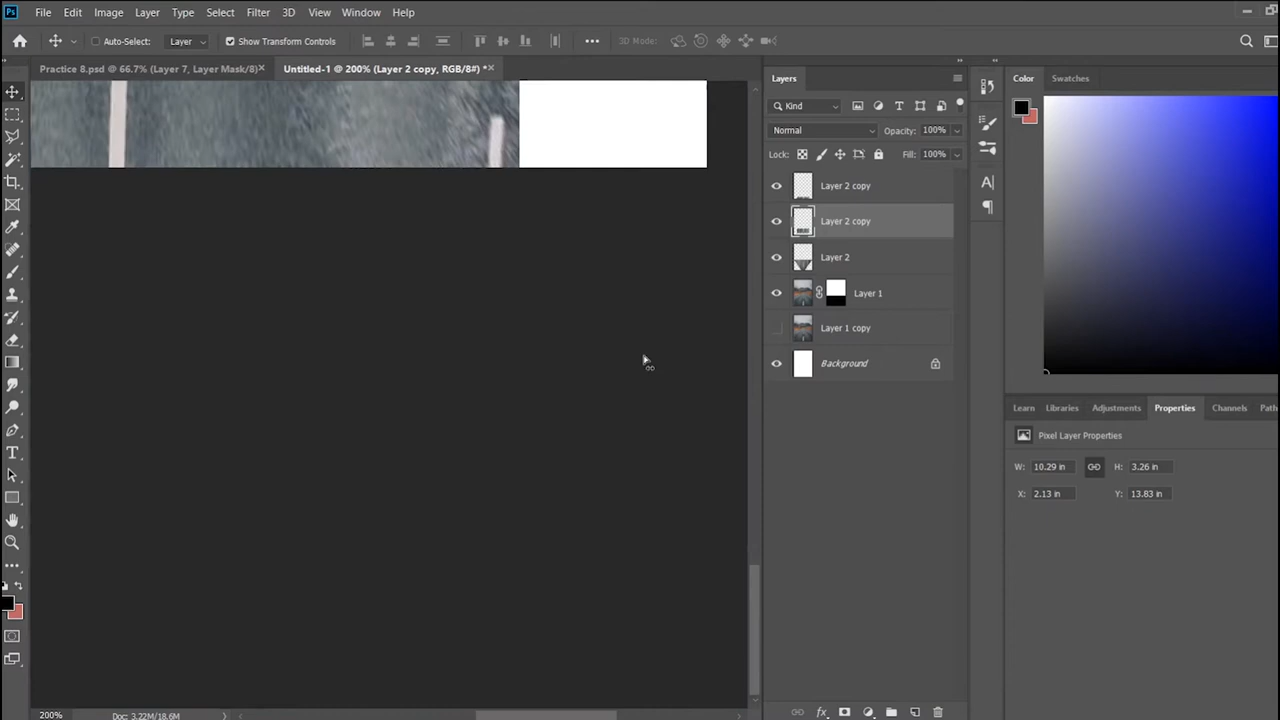 Ps File Edit Image Layer Type Select Filter 3D View Window Help
Auto-Select: Layer Show Transform Controls 3D Mode:
Practice 8.psd @ 66.7% (Layer 7, Layer Mask/8) × Untitled-1 @ 200% (Layer 2 copy, RGB/8#) * ×
Layers
Kind
Normal Opacity: 100%
Lock: Fill: 100%
Layer 2 copy
Layer 2 copy
Layer 2
Layer 1
Layer 1 copy
Background
Color Swatches
Learn Libraries Adjustments Properties Channels Path
Pixel Layer Properties
W: 10.29 in H: 3.26 in
X: 2.13 in Y: 13.83 in
200% Doc: 3.22M/18.6M